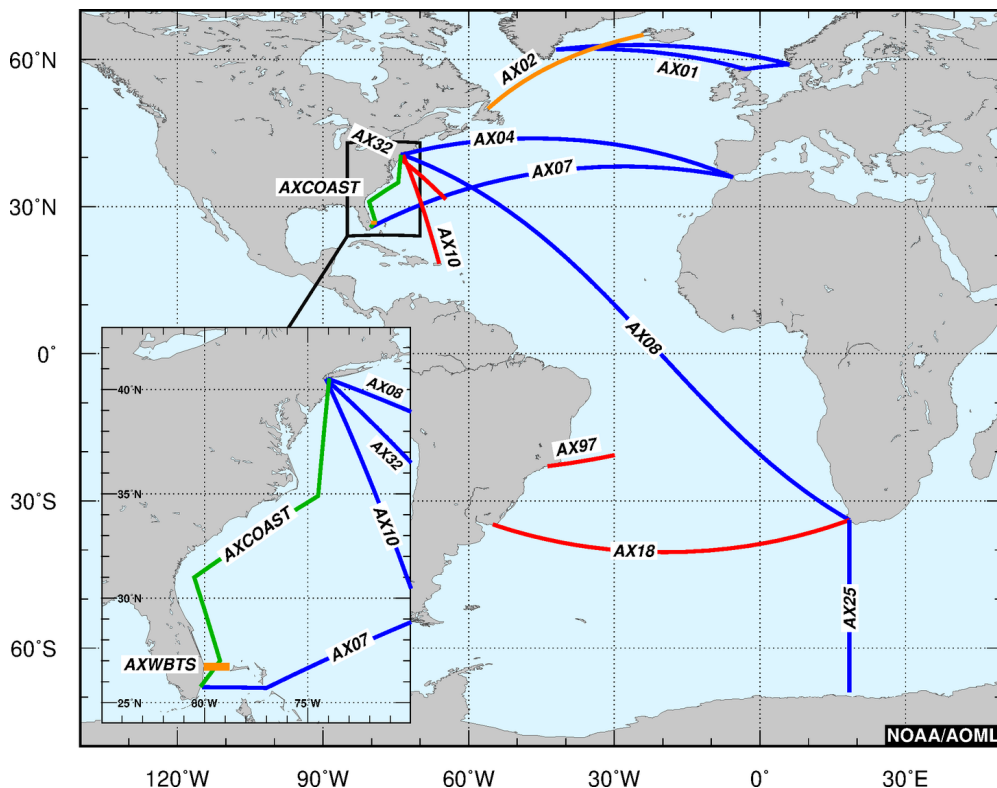 60°N
30°N
0°
30°S
60°S
AX02
AX01
AX32
AX04
AX07
AXCOAST
AX10
AX08
AX97
AX18
AX25
40°N
35°N
30°N
25°N
80°W
75°W
AX08
AX32
AX10
AXCOAST
AX07
AXWBTS
NOAA/AOML
120°W
90°W
60°W
30°W
0°
30°E